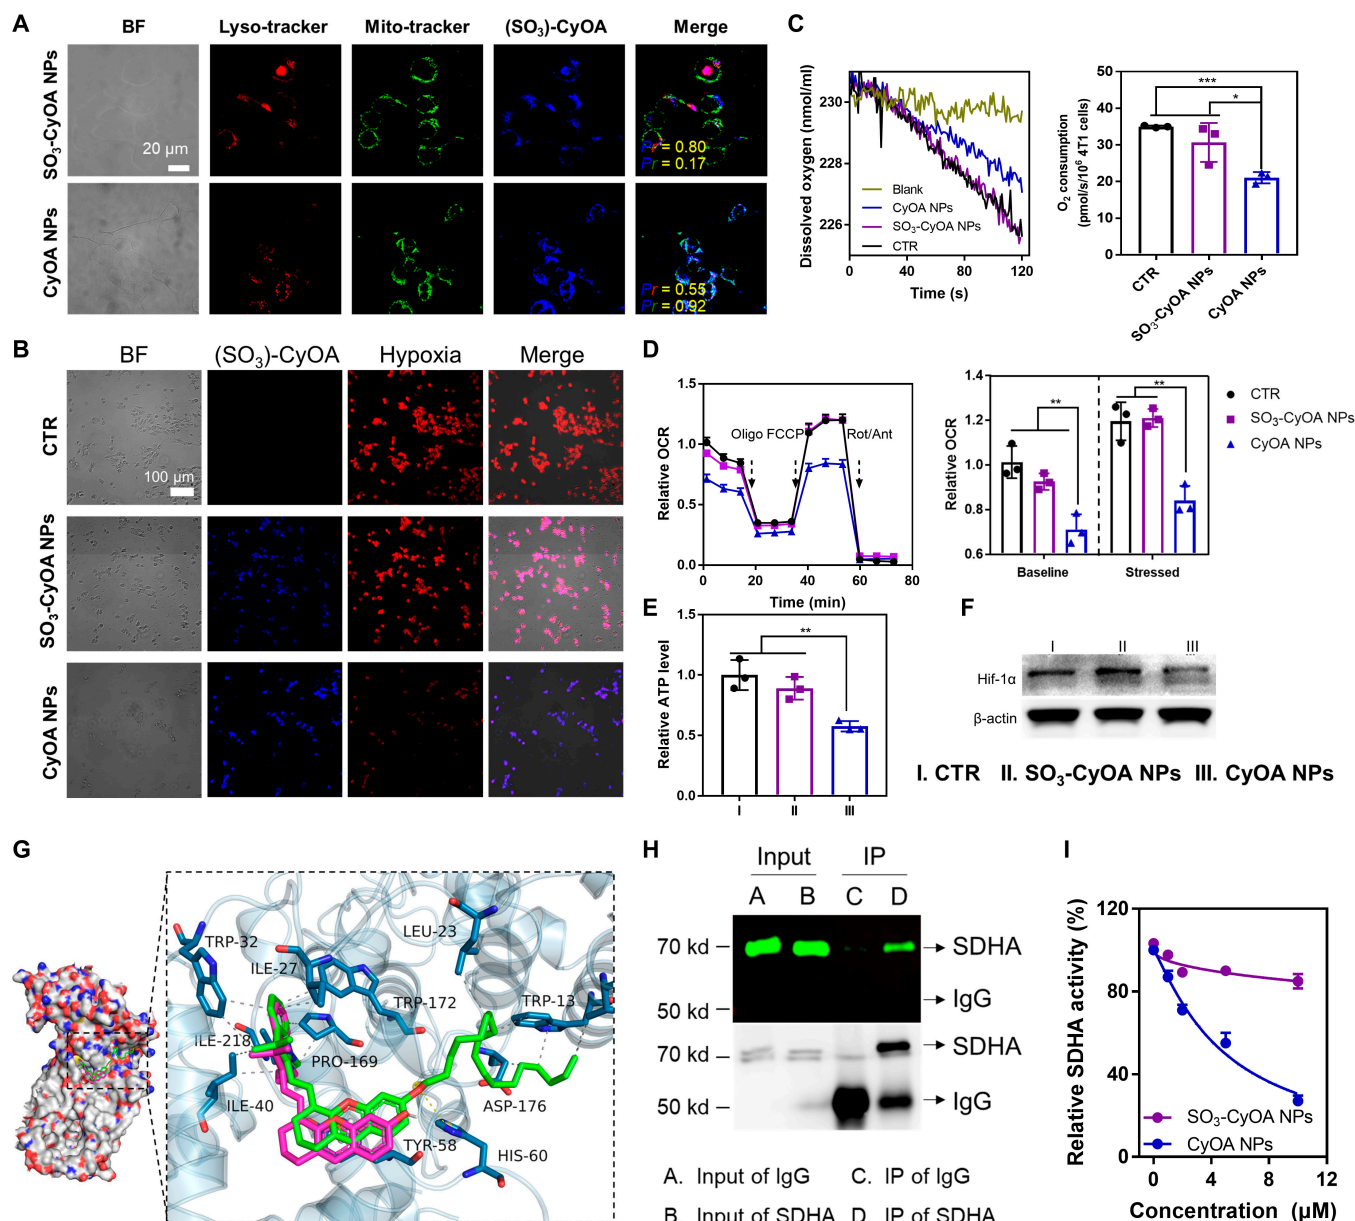 A
BF
Lyso-tracker
Mito-tracker
(SO₃)-CyOA
Merge
SO₃-CyOA NPs
20 µm
Pr = 0.80
Pr = 0.17
CyOA NPs
Pr = 0.55
Pr = 0.92
B
BF
(SO₃)-CyOA
Hypoxia
Merge
CTR
100 µm
SO₃-CyOA NPs
CyOA NPs
C
Dissolved oxygen (nmol/ml)
230
228
226
Blank
CyOA NPs
SO₃-CyOA NPs
CTR
0
40
80
120
Time (s)
O₂ consumption
(pmol/s/10⁶ 4T1 cells)
50
40
30
20
10
0
***
*
CTR
SO₃-CyOA NPs
CyOA NPs
D
Relative OCR
1.5
1.0
0.5
0.0
Oligo
FCCP
Rot/Ant
0
20
40
60
80
Time (min)
Relative OCR
1.4
1.2
1.0
0.8
0.6
**
**
Baseline
Stressed
CTR
SO₃-CyOA NPs
CyOA NPs
E
Relative ATP level
1.5
1.0
0.5
0.0
**
I
II
III
F
I
II
III
Hif-1α
β-actin
I. CTR II. SO₃-CyOA NPs III. CyOA NPs
G
TRP-32
ILE-27
LEU-23
TRP-172
TRP-13
ILE-218
PRO-169
ILE-40
ASP-176
TYR-58
HIS-60
H
Input
IP
A
B
C
D
70 kd
SDHA
50 kd
IgG
70 kd
SDHA
50 kd
IgG
A. Input of IgG
C. IP of IgG
B. Input of SDHA
D. IP of SDHA
I
Relative SDHA activity (%)
120
80
40
0
SO₃-CyOA NPs
CyOA NPs
0
4
8
12
Concentration (µM)